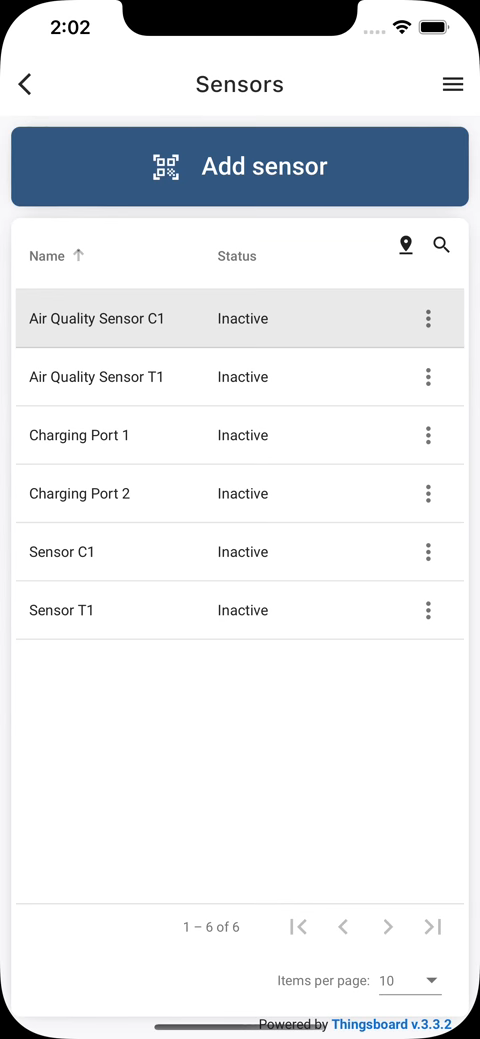 2:02
Sensors
Add sensor
Name Status
Air Quality Sensor C1 Inactive
Air Quality Sensor T1 Inactive
Charging Port 1 Inactive
Charging Port 2 Inactive
Sensor C1 Inactive
Sensor T1 Inactive
1 – 6 of 6
Items per page: 10
Powered by Thingsboard v.3.3.2